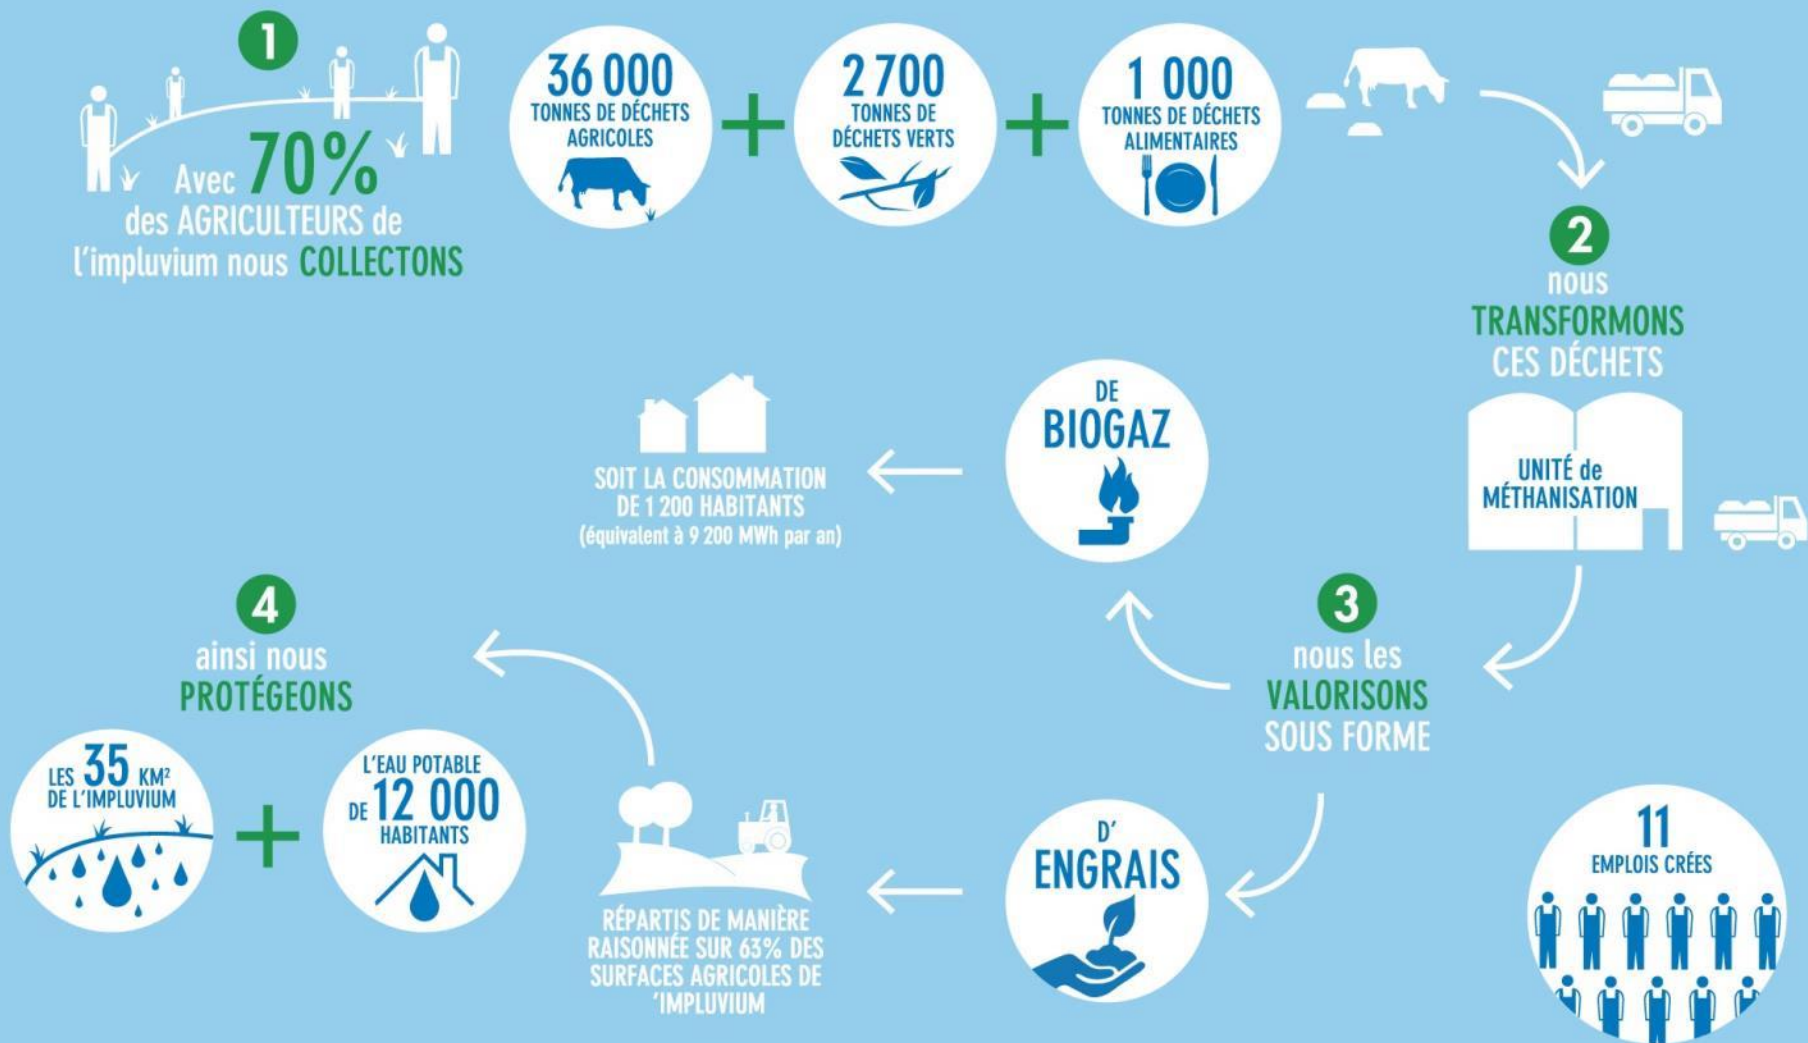 1
Avec 70%
des AGRICULTEURS de
l'impluvium nous COLLECTONS
36 000
TONNES DE DÉCHETS
AGRICOLES
+
2 700
TONNES DE
DÉCHETS VERTS
+
1 000
TONNES DE DÉCHETS
ALIMENTAIRES
2
nous
TRANSFORMONS
CES DÉCHETS
UNITÉ de
MÉTHANISATION
3
nous les
VALORISONS
SOUS FORME
DE
BIOGAZ
SOIT LA CONSOMMATION
DE 1 200 HABITANTS
(équivalent à 9 200 MWh par an)
D'
ENGRAIS
RÉPARTIS DE MANIÈRE
RAISONNÉE SUR 63% DES
SURFACES AGRICOLES DE
'IMPLUVIUM
4
ainsi nous
PROTÉGEONS
LES 35 KM²
DE L'IMPLUVIUM
+
L'EAU POTABLE
DE 12 000
HABITANTS
11
EMPLOIS CRÉES